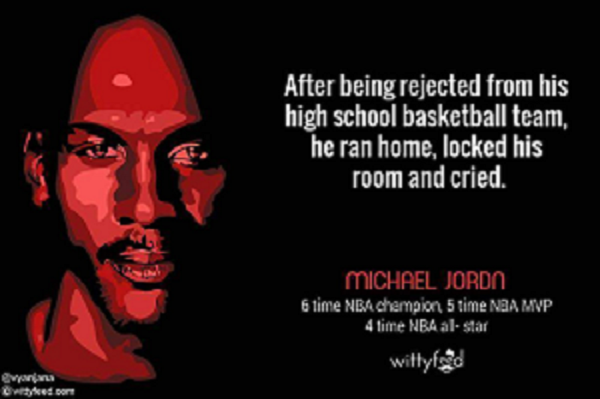 After being rejected from his
high school basketball team,
he ran home, locked his
room and cried.
MICHAEL JORDN
6 time NBA champion, 5 time NBA MVP
4 time NBA all- star
wittyfeed
@vyanjana
©wittyfeed.com